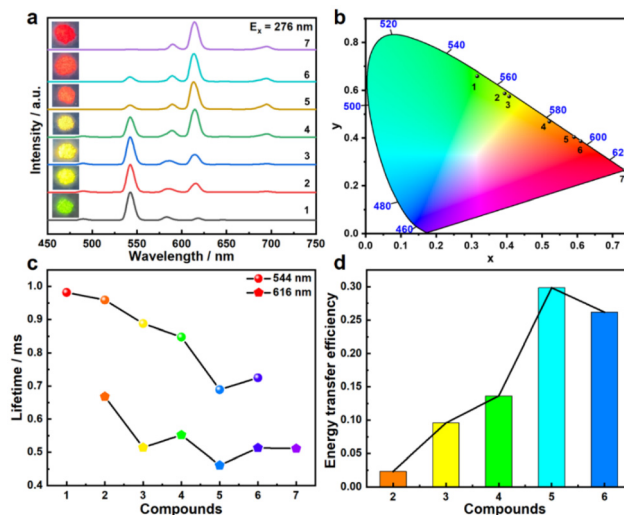 a
E_x = 276 nm
7
6
5
4
3
2
1
Intensity / a.u.
450 500 550 600 650 700 750
Wavelength / nm
b
y
0.8
0.6
0.4
0.2
0.0
520
540
560
580
600
62
500
480
460
1
2
3
4
5
6
7
0.0 0.1 0.2 0.3 0.4 0.5 0.6 0.7
x
c
544 nm
616 nm
Lifetime / ms
1.0
0.9
0.8
0.7
0.6
0.5
0.4
1 2 3 4 5 6 7
Compounds
d
Energy transfer efficiency
0.30
0.25
0.20
0.15
0.10
0.05
0.00
2 3 4 5 6
Compounds